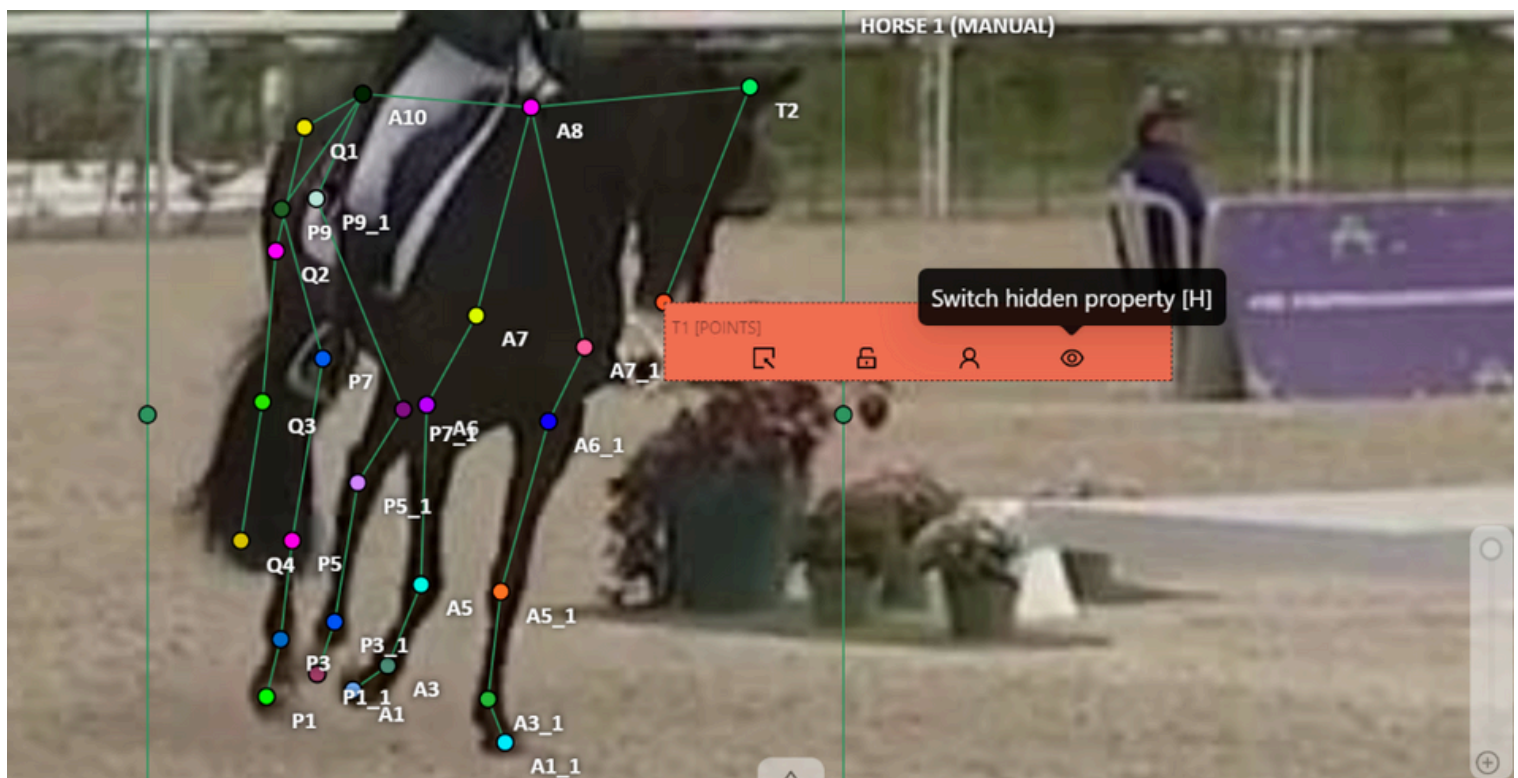 HORSE 1 (MANUAL)
A10
T2
A8
Q1
P9_1
P9
Q2
Switch hidden property [H]
T1 [POINTS]
A7
A7_1
P7
Q3
P7_1
A6
A6_1
P5_1
Q4
P5
A5
A5_1
P3_1
P3
A3
P1_1
A1
P1
A3_1
A1_1